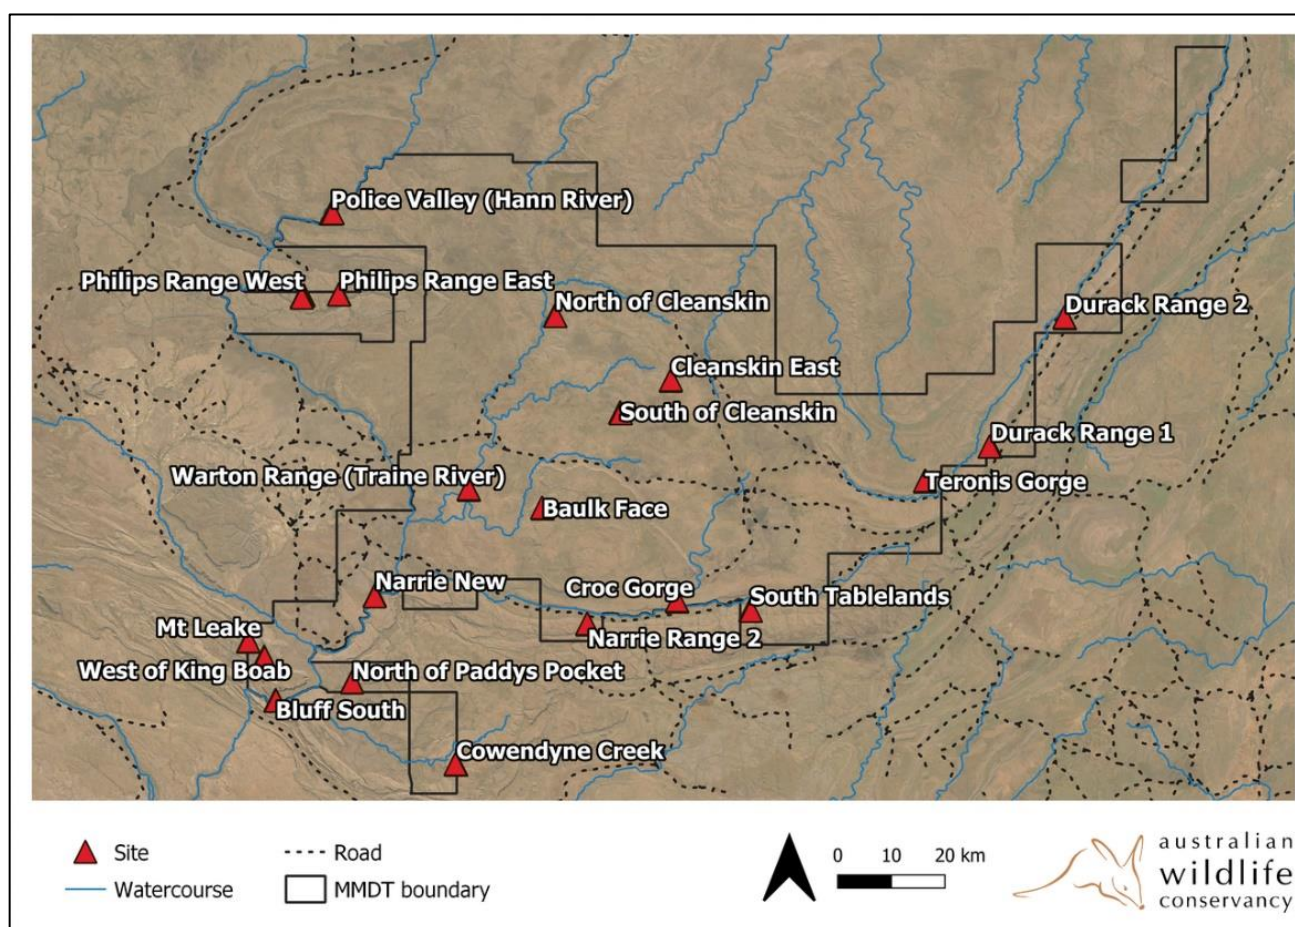 Police Valley (Hann River)
Philips Range West
Philips Range East
North of Cleanskin
Durack Range 2
Cleanskin East
South of Cleanskin
Durack Range 1
Warton Range (Traine River)
Teronis Gorge
Baulk Face
Narrie New
Croc Gorge
South Tablelands
Mt Leake
Narrie Range 2
West of King Boab
North of Paddys Pocket
Bluff South
Cowendyne Creek
Site
Road
Watercourse
MMDT boundary
0 10 20 km
australian
wildlife
conservancy